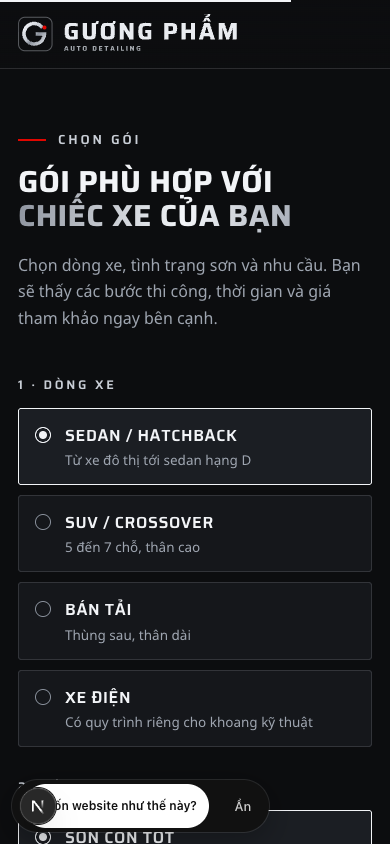 GƯƠNG PHẨM
AUTO DETAILING
CHỌN GÓI
GÓI PHÙ HỢP VỚI
CHIẾC XE CỦA BẠN
Chọn dòng xe, tình trạng sơn và nhu cầu. Bạn
sẽ thấy các bước thi công, thời gian và giá
tham khảo ngay bên cạnh.
1 · DÒNG XE
SEDAN / HATCHBACK
Từ xe đô thị tới sedan hạng D
SUV / CROSSOVER
5 đến 7 chỗ, thân cao
BÁN TẢI
Thùng sau, thân dài
XE ĐIỆN
Có quy trình riêng cho khoang kỹ thuật
website như thế này?
Ẩn
SƠN CÒN TỐT